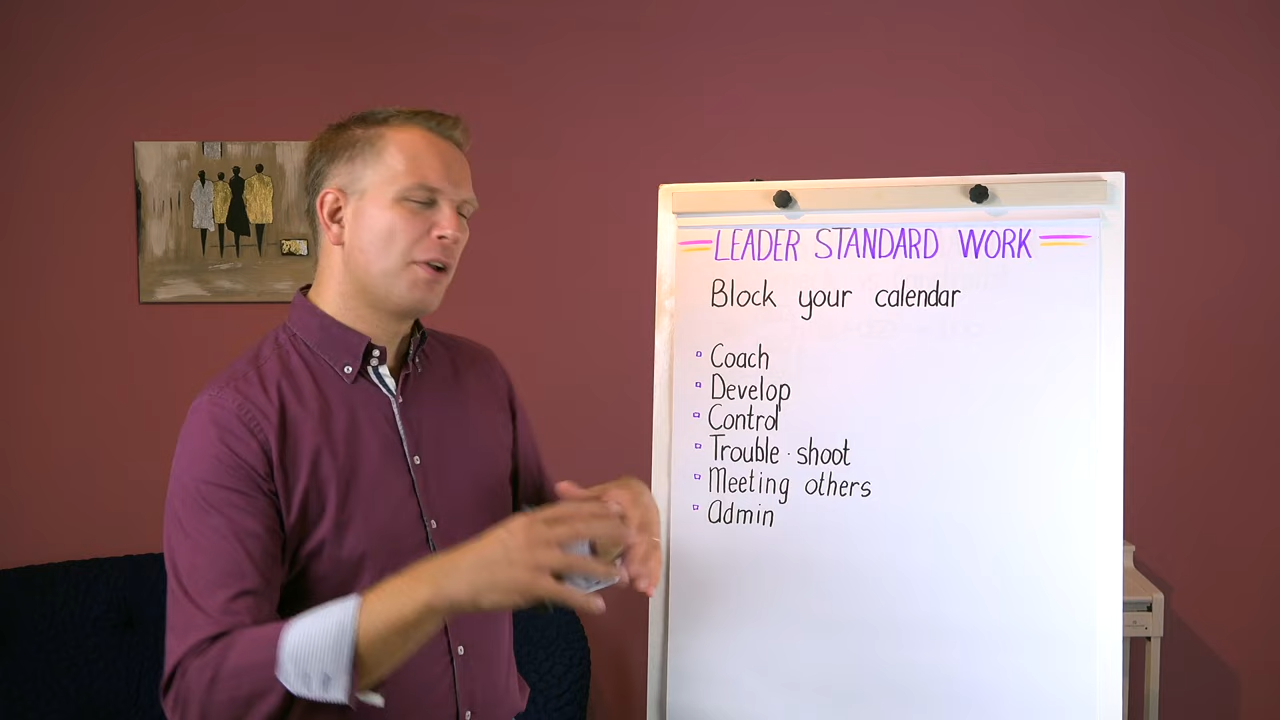 LEADER STANDARD WORK
Block your calendar
Coach
Develop
Control
Trouble-shoot
Meeting others
Admin